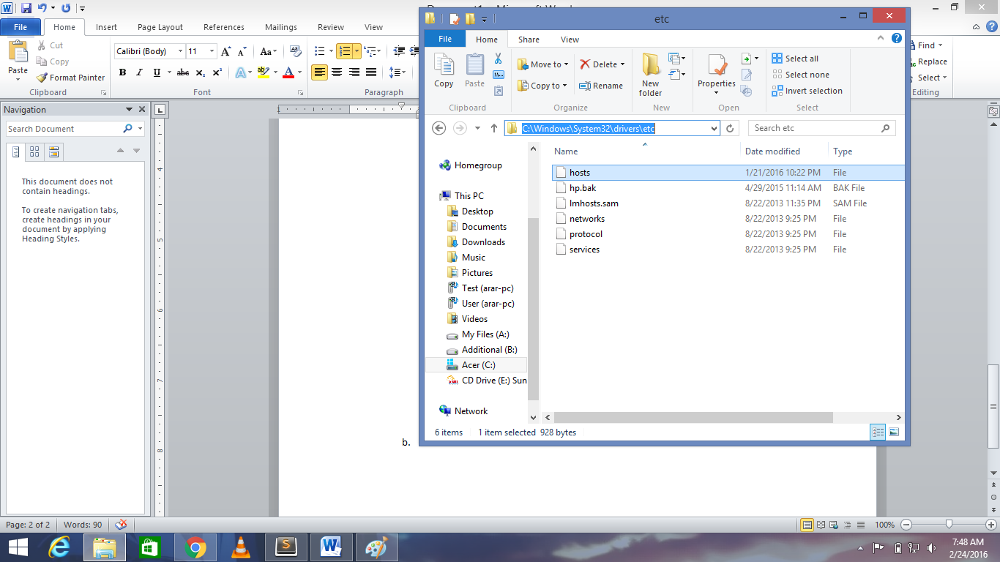 Document1 - Microsoft Word
File Home Insert Page Layout References Mailings Review View
Paste
Cut
Copy
Format Painter
Clipboard
Calibri (Body) 11
Font
Paragraph
Find
Replace
Select
Editing
Navigation
Search Document
This document does not
contain headings.
To create navigation tabs,
create headings in your
document by applying
Heading Styles.
b.
etc
File Home Share View
Copy
Paste
Clipboard
Move to
Copy to
Delete
Rename
Organize
New
folder
New
Properties
Open
Select all
Select none
Invert selection
Select
C:\Windows\System32\drivers\etc
Search etc
Homegroup
This PC
Desktop
Documents
Downloads
Music
Pictures
Test (arar-pc)
User (arar-pc)
Videos
My Files (A:)
Additional (B:)
Acer (C:)
CD Drive (E:) Sun
Network
Name Date modified Type
hosts 1/21/2016 10:22 PM File
hp.bak 4/29/2015 11:14 AM BAK File
lmhosts.sam 8/22/2013 11:35 PM SAM File
networks 8/22/2013 9:25 PM File
protocol 8/22/2013 9:25 PM File
services 8/22/2013 9:25 PM File
6 items 1 item selected 928 bytes
Page: 2 of 2 Words: 90
100%
7:48 AM
2/24/2016